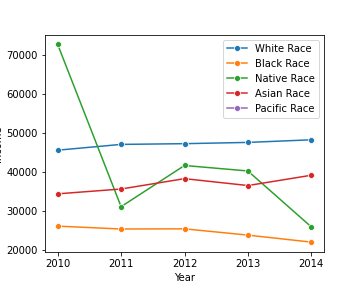 White Race
Black Race
Native Race
Asian Race
Pacific Race
70000
60000
50000
40000
30000
20000
2010 2011 2012 2013 2014
Year